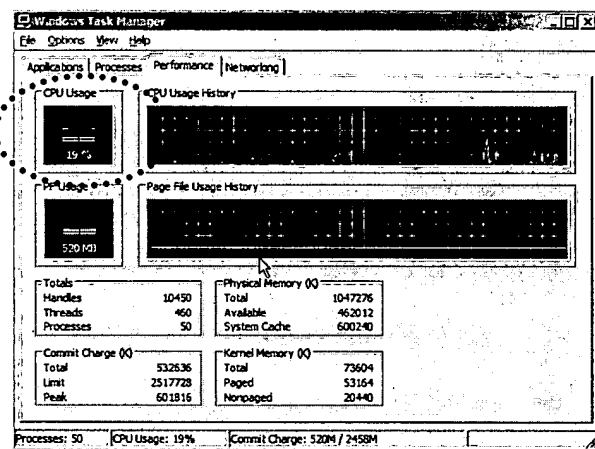 Windows Task Manager
File Options View Help
Applications Processes Performance Networking
CPU Usage CPU Usage History
19 %
PF Usage Page File Usage History
520 MB
Totals Physical Memory (K)
Handles 10450 Total 1047276
Threads 460 Available 462012
Processes 50 System Cache 600240
Commit Charge (K) Kernel Memory (K)
Total 532636 Total 73604
Limit 2517728 Paged 53164
Peak 601816 Nonpaged 20440
Processes: 50 CPU Usage: 19% Commit Charge: 520M / 2458M